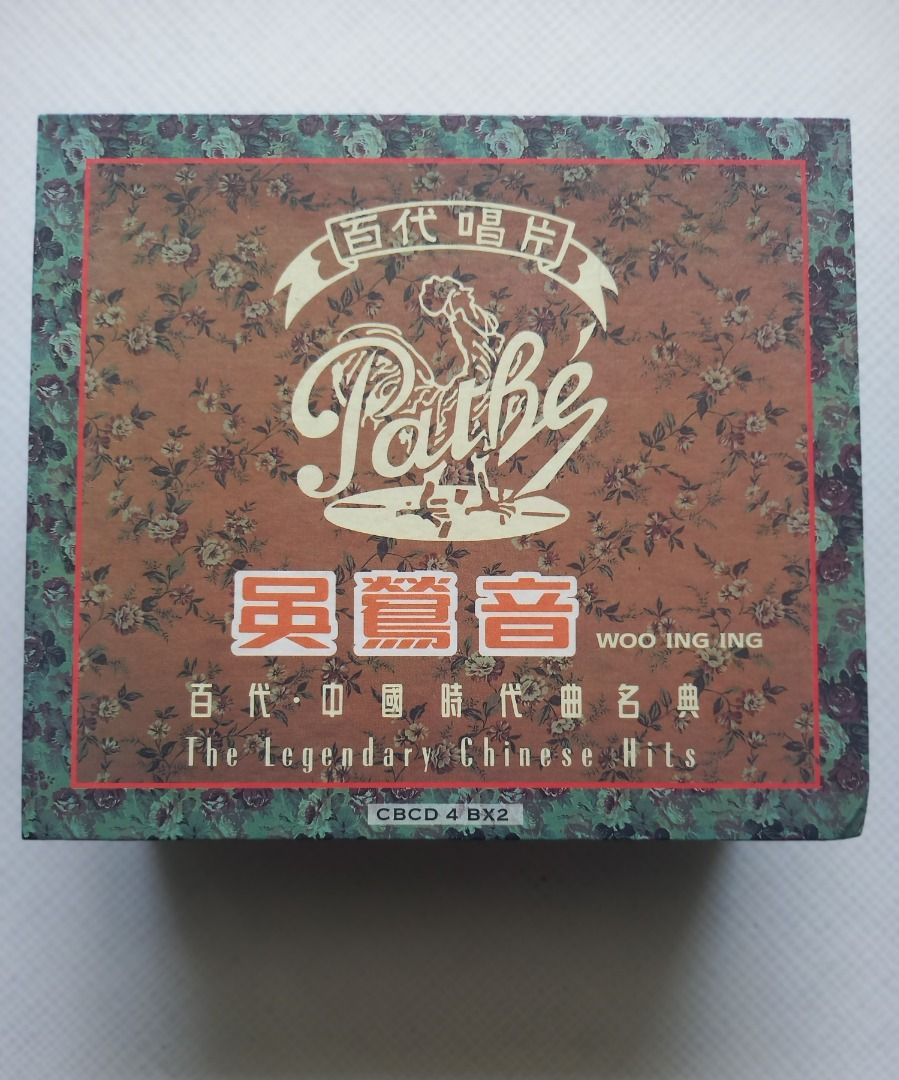 百代唱片
Pathé
吳鶯音 WOO ING ING
百代·中國時代曲名典
The Legendary Chinese Hits
CBCD 4 BX2